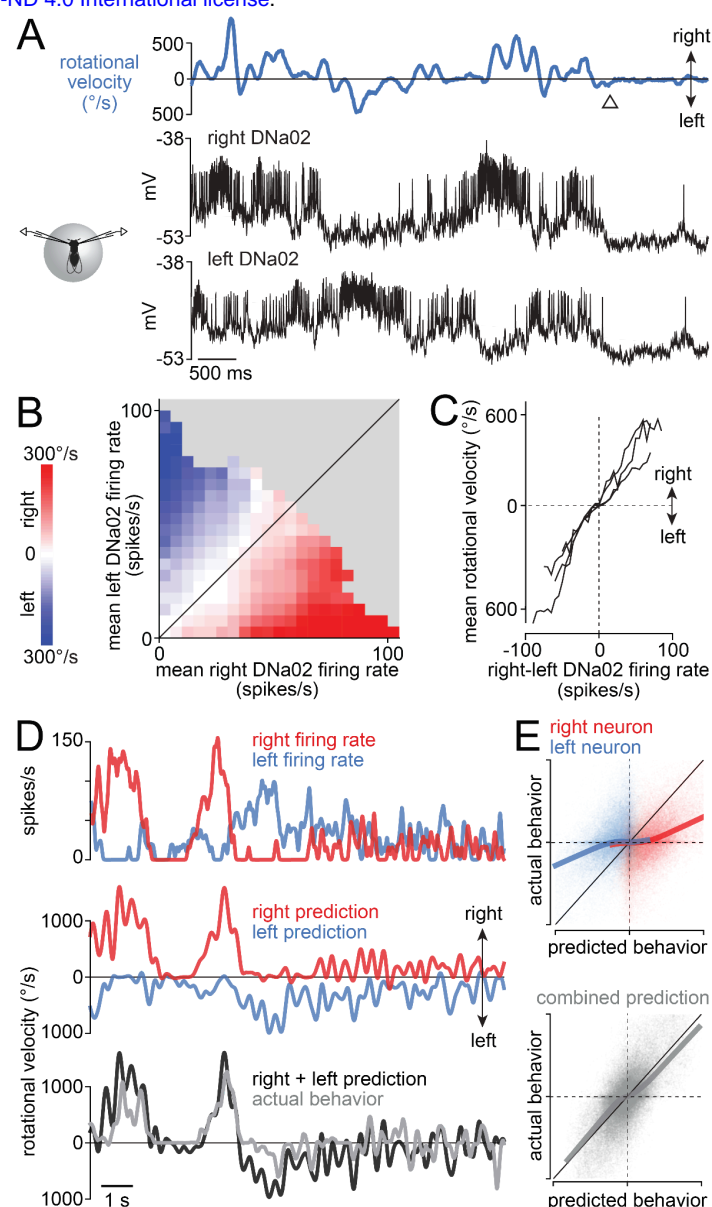 -ND 4.0 International license.
A
rotational
velocity
(°/s)
500
0
500
right
left
-38
right DNa02
mV
-53
-38
left DNa02
mV
-53
500 ms
B
300°/s
right
0
left
300°/s
100
mean left DNa02 firing rate
(spikes/s)
0
0
100
mean right DNa02 firing rate
(spikes/s)
C
mean rotational velocity (°/s)
600
0
600
right
left
-100
0
100
right-left DNa02 firing rate
(spikes/s)
D
150
spikes/s
0
right firing rate
left firing rate
1000
0
1000
right prediction
left prediction
right
left
rotational velocity (°/s)
1000
0
1000
right + left prediction
actual behavior
1 s
E
right neuron
left neuron
actual behavior
predicted behavior
combined prediction
actual behavior
predicted behavior